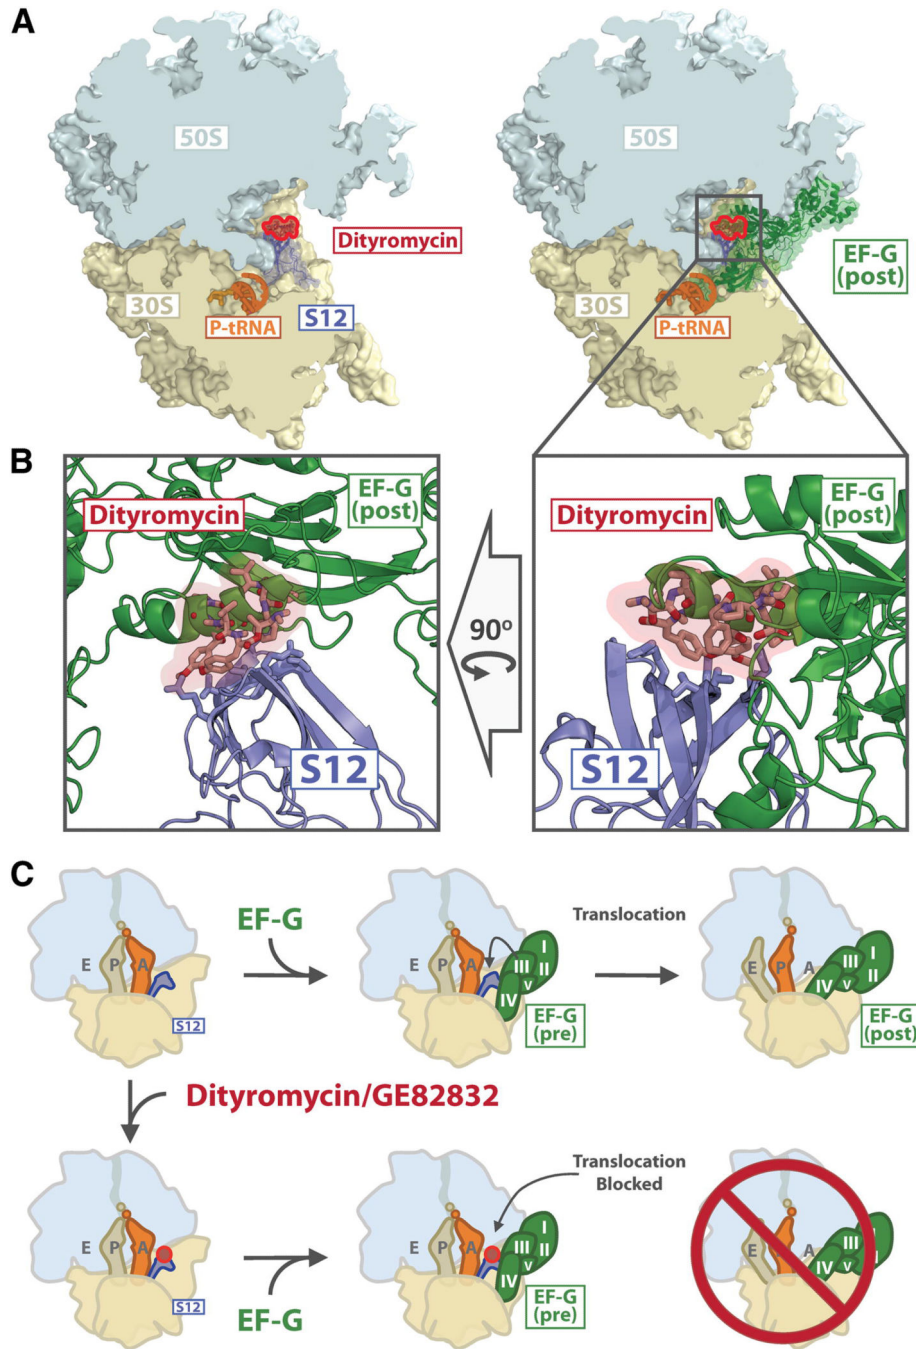 A
50S
30S
Dityromycin
P-tRNA
S12
50S
EF-G
(post)
P-tRNA
B
Dityromycin
EF-G
(post)
S12
90º
Dityromycin
EF-G
(post)
S12
C
E P A
S12
EF-G
E P A
I
II
III
IV
V
EF-G
(pre)
Translocation
E P A
I
II
III
IV
V
EF-G
(post)
Dityromycin/GE82832
E P A
S12
EF-G
E P A
I
II
III
IV
V
EF-G
(pre)
Translocation
Blocked
E A
I
III
IV
V